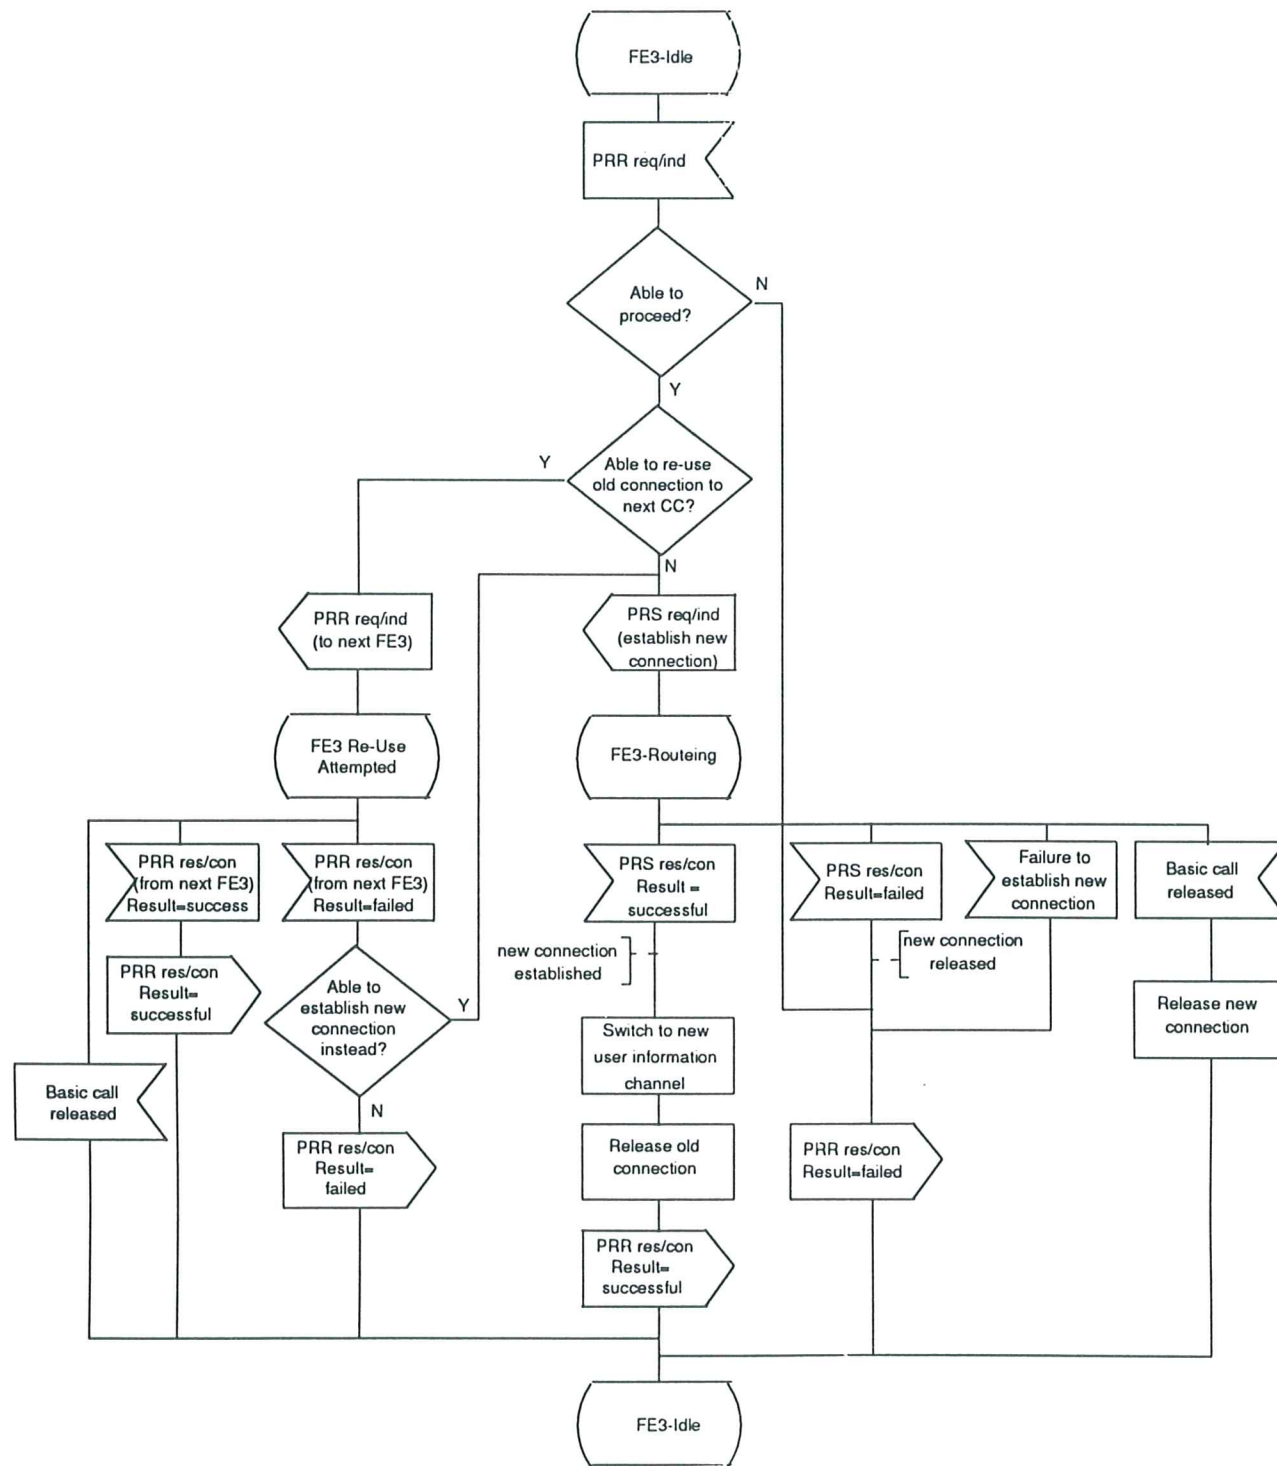 FE3-Idle
PRR req/ind
Able to
proceed?
N
Y
Able to re-use
old connection to
next CC?
Y
N
PRR req/ind
(to next FE3)
PRS req/ind
(establish new
connection)
FE3 Re-Use
Attempted
FE3-Routeing
PRR res/con
(from next FE3)
Result=success
PRR res/con
(from next FE3)
Result=failed
PRS res/con
Result =
successful
PRS res/con
Result=failed
Failure to
establish new
connection
Basic call
released
new connection
established
new connection
released
PRR res/con
Result=
successful
Able to
establish new
connection
instead?
Y
N
Switch to new
user information
channel
Release new
connection
Basic call
released
PRR res/con
Result=
failed
Release old
connection
PRR res/con
Result=failed
PRR res/con
Result=
successful
FE3-Idle